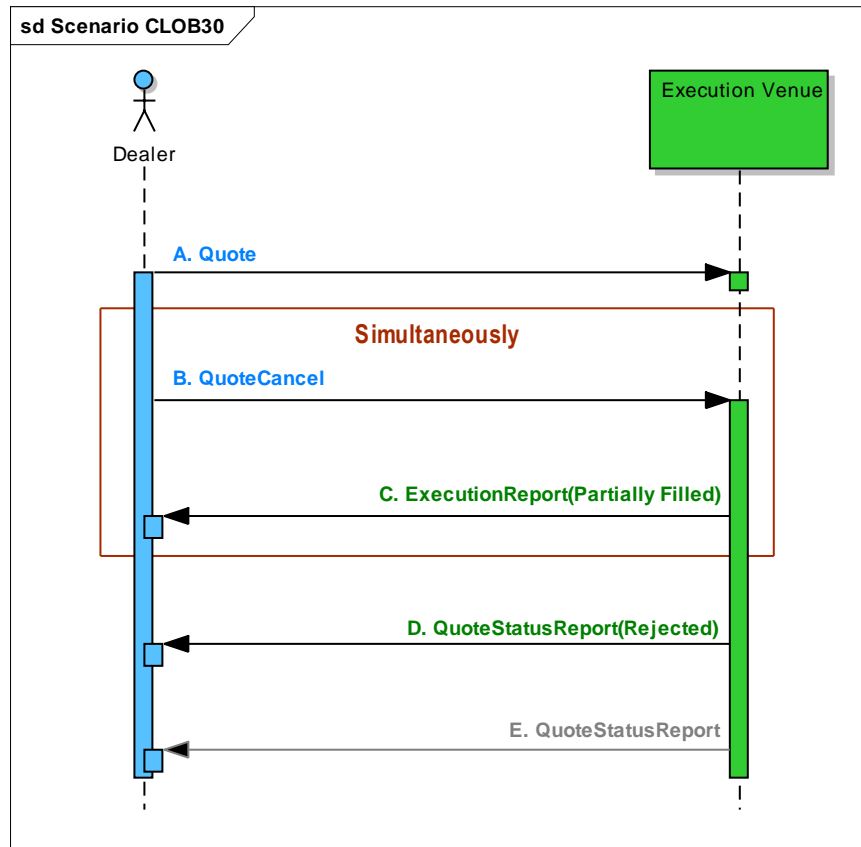 sd Scenario CLOB30
Dealer
Execution Venue
A. Quote
Simultaneously
B. QuoteCancel
C. ExecutionReport(Partially Filled)
D. QuoteStatusReport(Rejected)
E. QuoteStatusReport